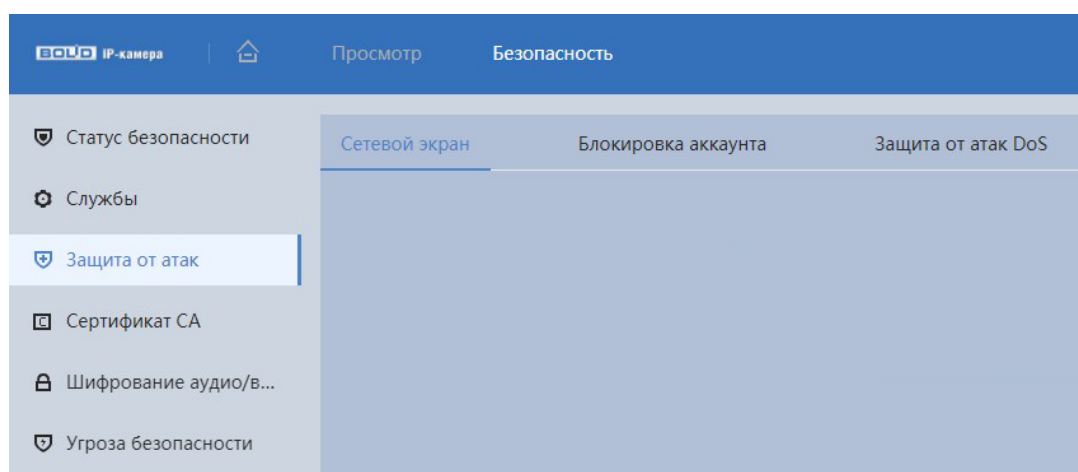 BOLID IP-камера
Просмотр
Безопасность
Статус безопасности
Службы
Защита от атак
Сертификат CA
Шифрование аудио/в...
Угроза безопасности
Сетевой экран
Блокировка аккаунта
Защита от атак DoS